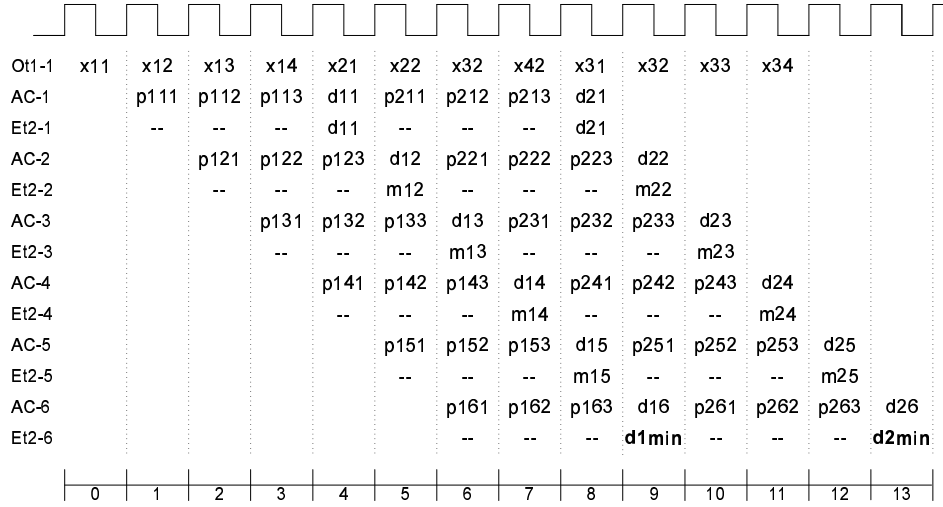 Ot1-1 x11 x12 x13 x14 x21 x22 x32 x42 x31 x32 x33 x34
AC-1 p111 p112 p113 d11 p211 p212 p213 d21
Et2-1 -- -- -- d11 -- -- -- d21
AC-2 p121 p122 p123 d12 p221 p222 p223 d22
Et2-2 -- -- -- m12 -- -- -- m22
AC-3 p131 p132 p133 d13 p231 p232 p233 d23
Et2-3 -- -- -- m13 -- -- -- m23
AC-4 p141 p142 p143 d14 p241 p242 p243 d24
Et2-4 -- -- -- m14 -- -- -- m24
AC-5 p151 p152 p153 d15 p251 p252 p253 d25
Et2-5 -- -- -- m15 -- -- -- m25
AC-6 p161 p162 p163 d16 p261 p262 p263 d26
Et2-6 -- -- -- d1min -- -- -- d2min
0 1 2 3 4 5 6 7 8 9 10 11 12 13